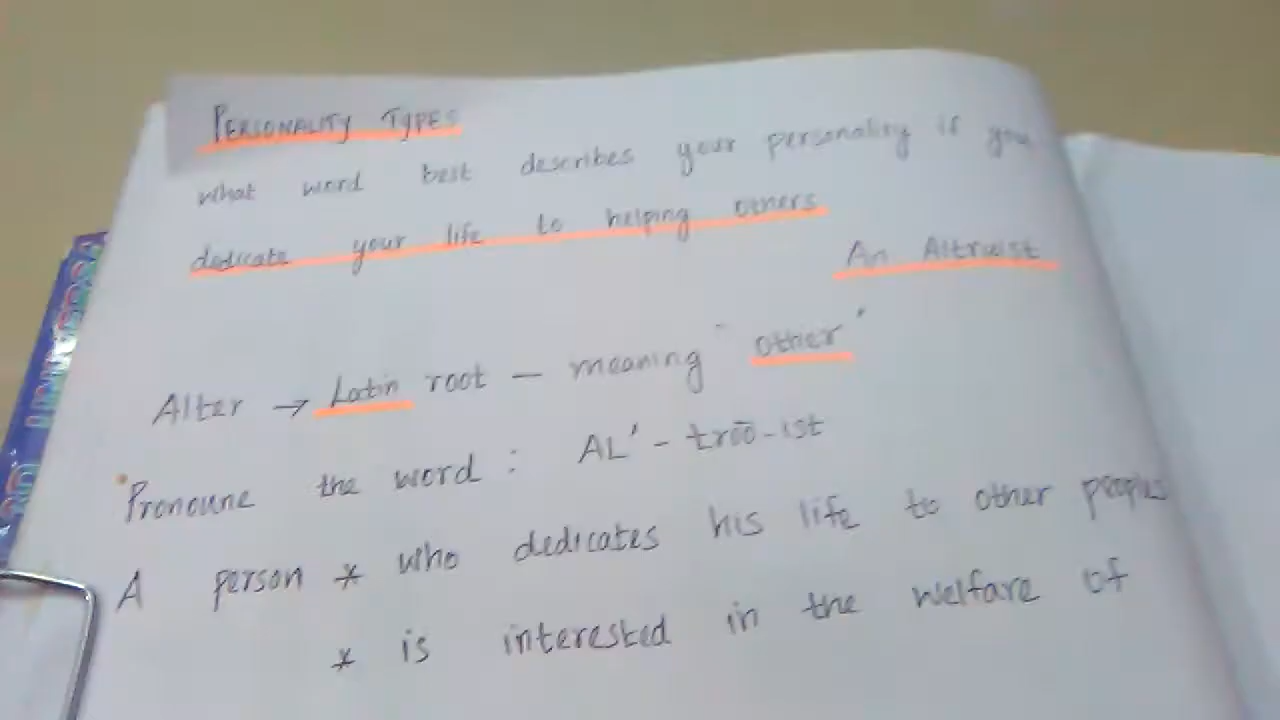 PERSONALITY TYPES
what word best describes your personality if you
dedicate your life to helping others
An Altruist
Alter → Latin root – meaning "other"
Pronoune the word : AL' - troo - ist
A person * who dedicates his life to other peoples
* is interested in the welfare of